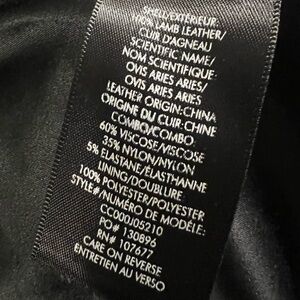 SHELL/EXTÉRIEUR:
100% LAMB LEATHER/
CUIR D'AGNEAU
SCIENTIFIC NAME/
NOM SCIENTIFIQUE:
OVIS ARIES ARIES/
OVIS ARIES ARIES
LEATHER ORIGIN:CHINA
ORIGINE DU CUIR:CHINE
COMBO/COMBO:
60% VISCOSE/VISCOSE
35% NYLON/NYLON
5% ELASTANE/ÉLASTHANNE
LINING/DOUBLURE:
100% POLYESTER/POLYESTER
STYLE#/NUMÉRO DE MODÈLE:
CC00DJ05210
PO# 130896
RN# 107677
CARE ON REVERSE
ENTRETIEN AU VERSO